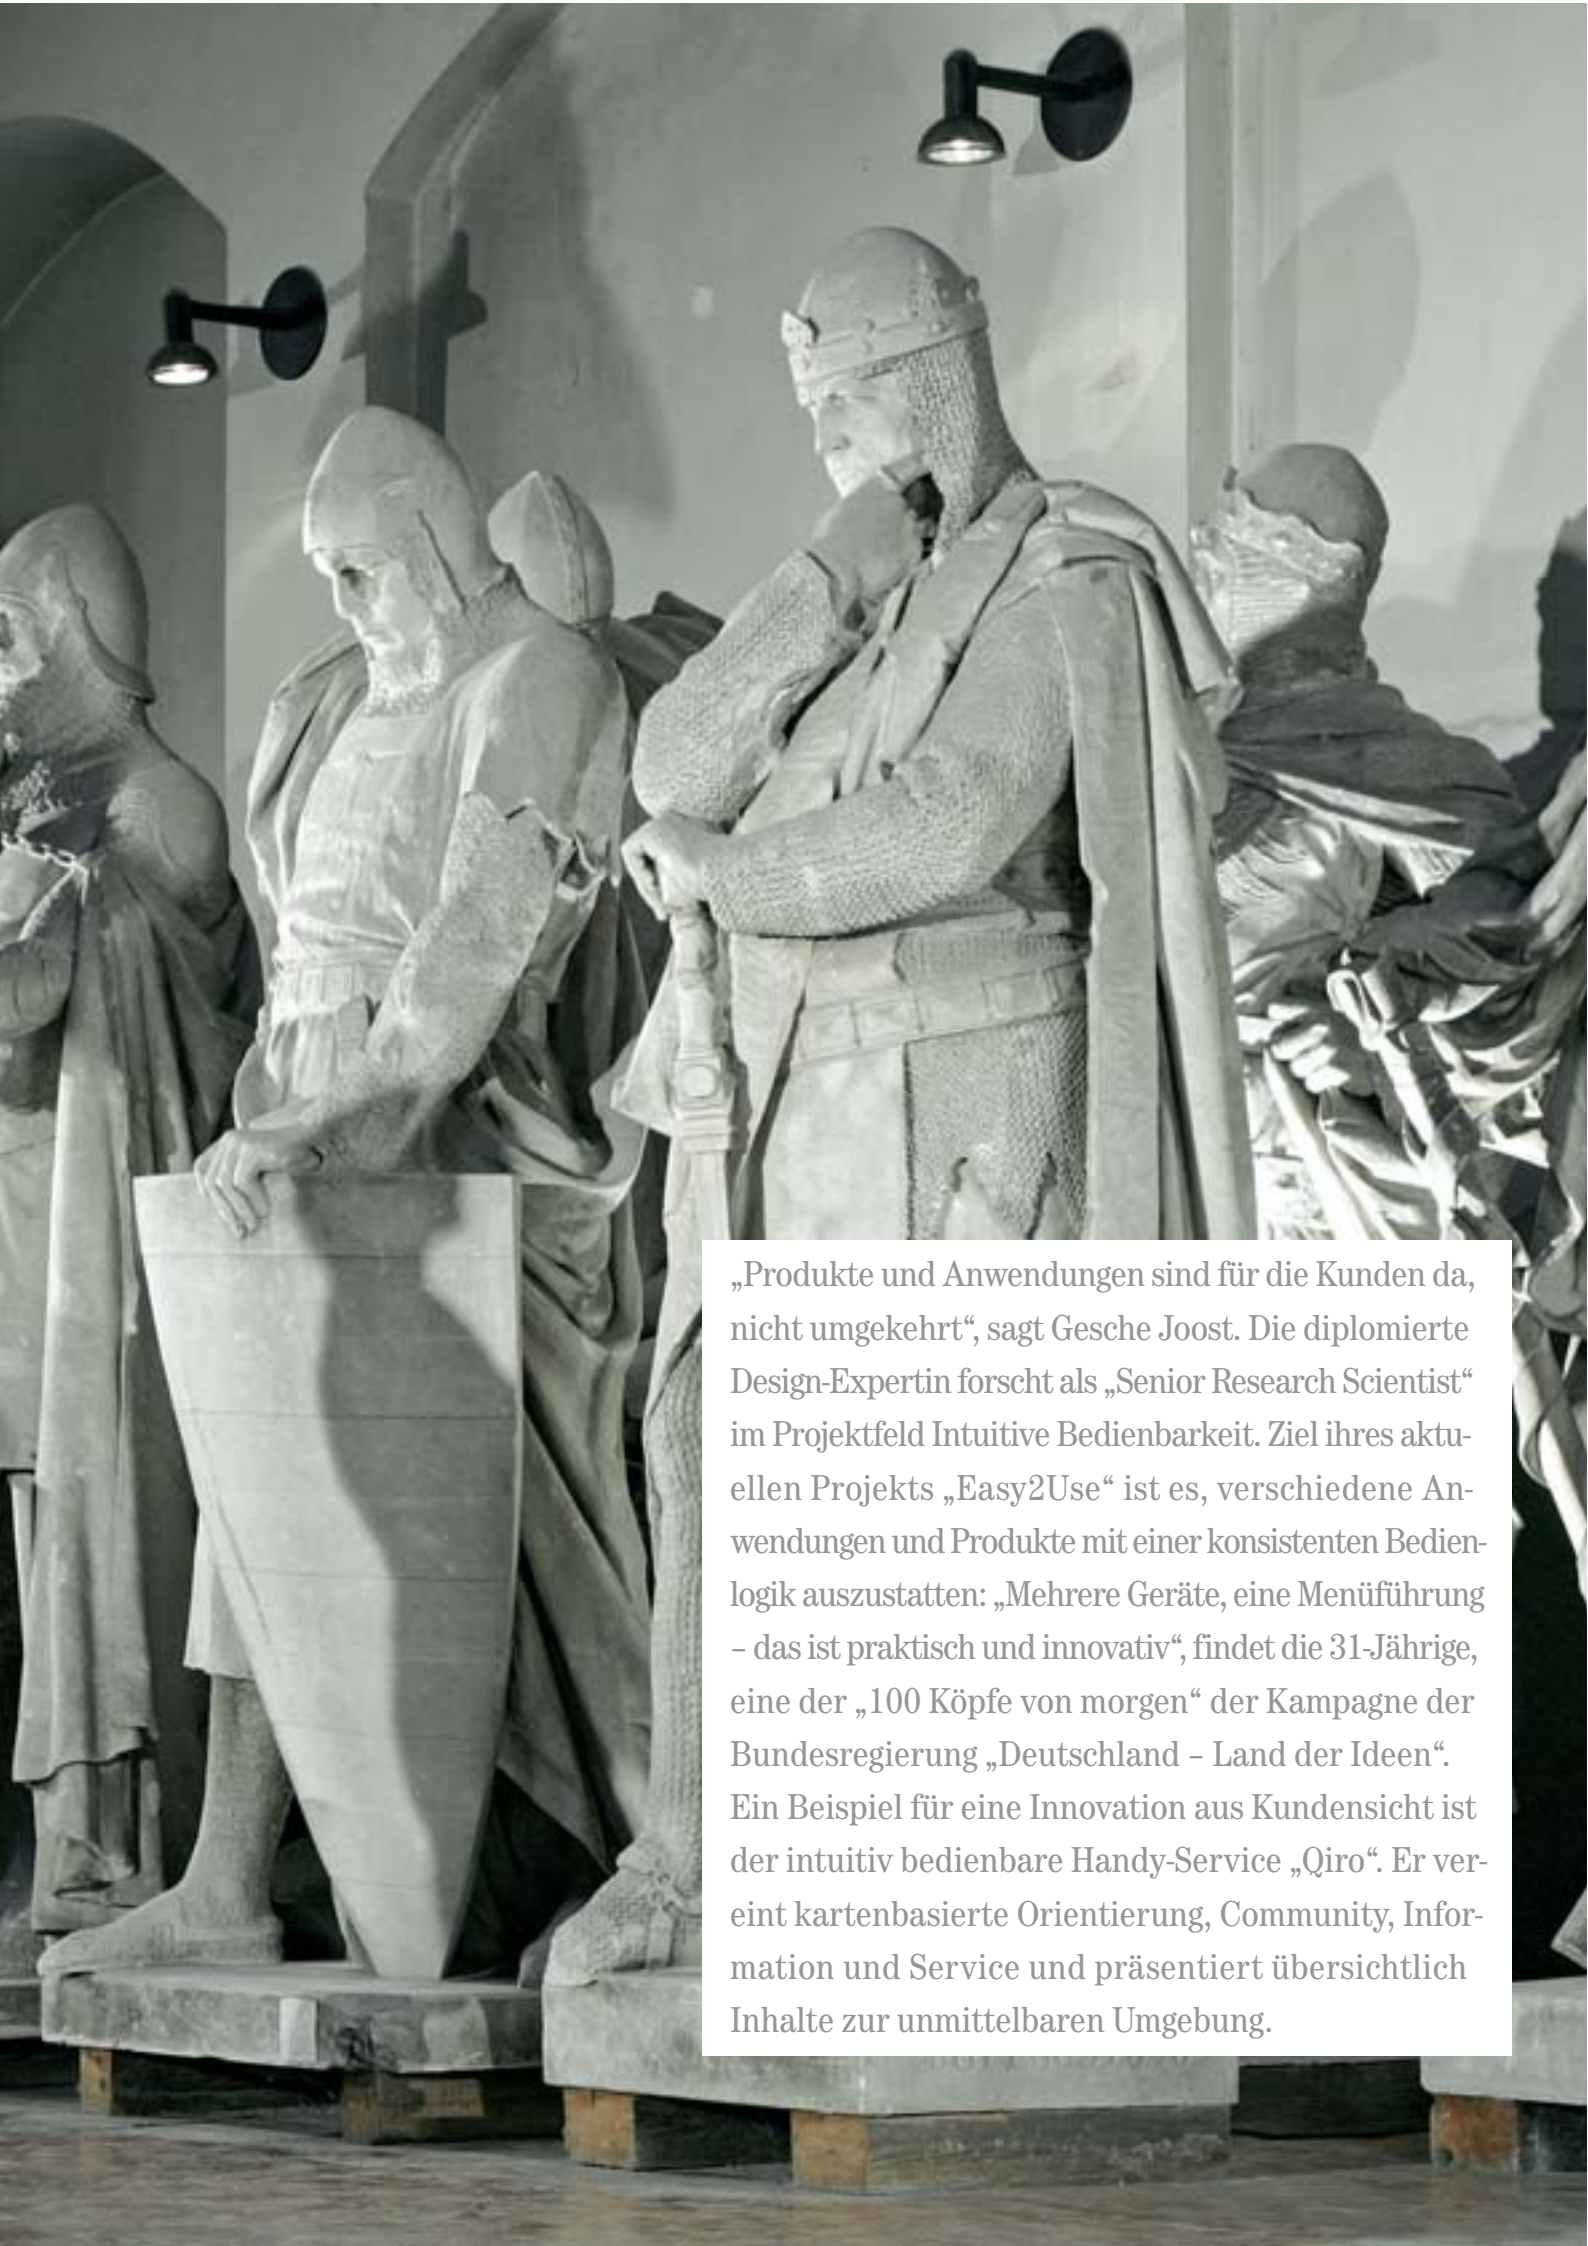 „Produkte und Anwendungen sind für die Kunden da,
nicht umgekehrt“, sagt Gesche Joost. Die diplomierte
Design-Expertin forscht als „Senior Research Scientist“
im Projektfeld Intuitive Bedienbarkeit. Ziel ihres aktu-
ellen Projekts „Easy2Use“ ist es, verschiedene An-
wendungen und Produkte mit einer konsistenten Bedien-
logik auszustatten: „Mehrere Geräte, eine Menüführung
– das ist praktisch und innovativ“, findet die 31-Jährige,
eine der „100 Köpfe von morgen“ der Kampagne der
Bundesregierung „Deutschland – Land der Ideen“.
Ein Beispiel für eine Innovation aus Kundensicht ist
der intuitiv bedienbare Handy-Service „Qiro“. Er ver-
eint kartenbasierte Orientierung, Community, Infor-
mation und Service und präsentiert übersichtlich
Inhalte zur unmittelbaren Umgebung.